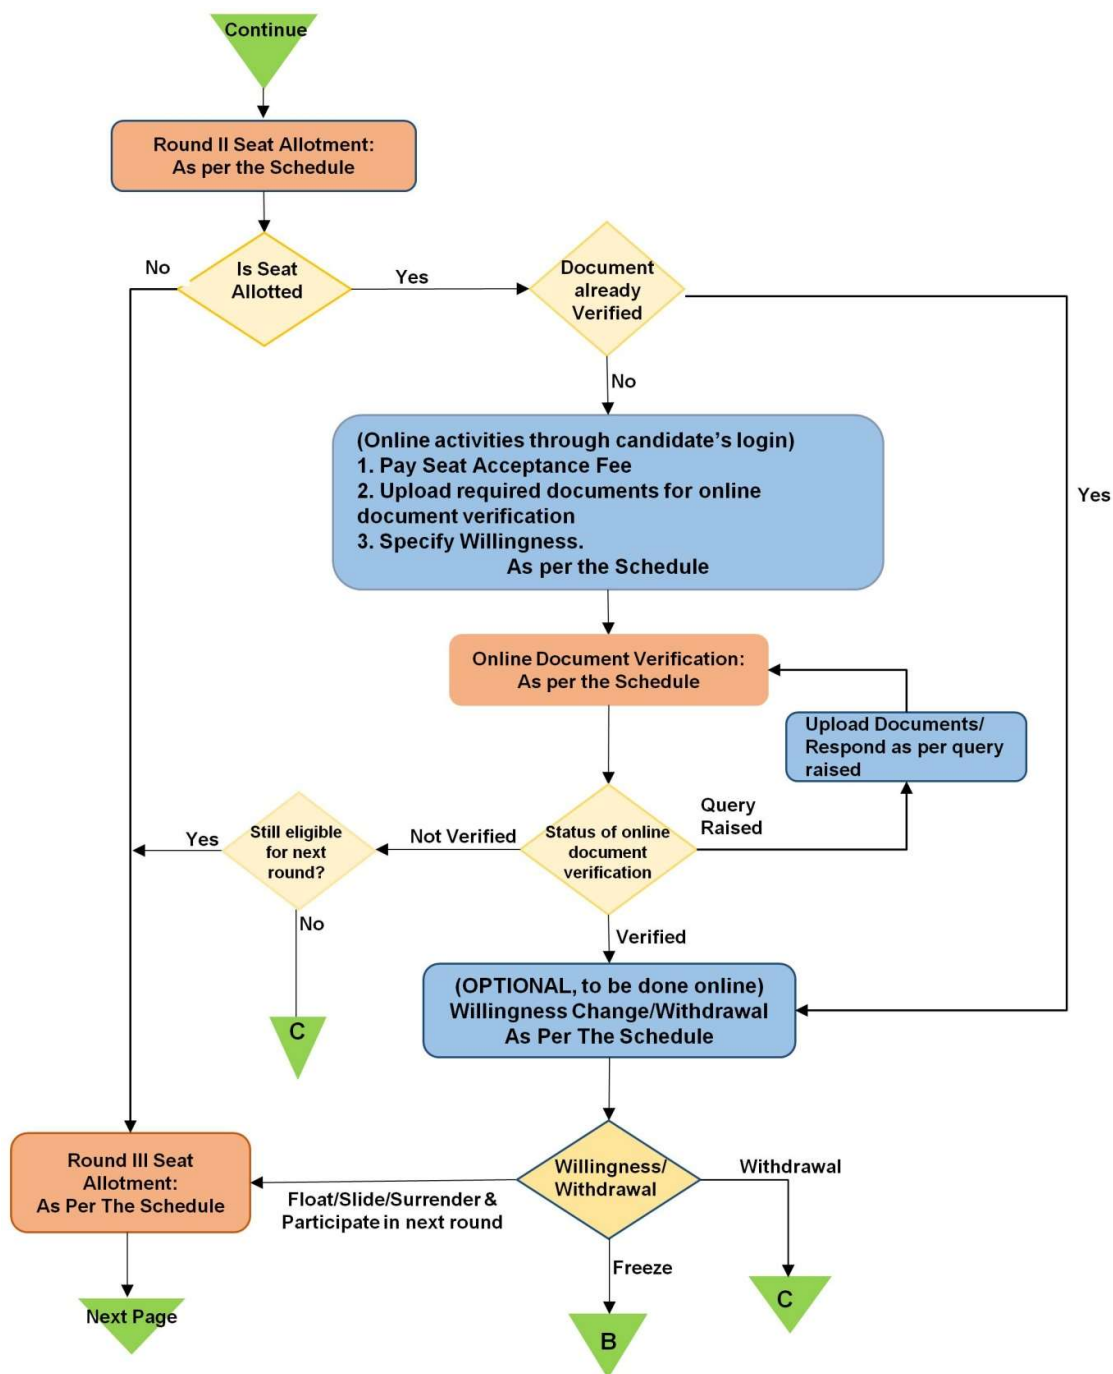 Continue
Round II Seat Allotment:
As per the Schedule
No
Is Seat
Allotted
Yes
Document
already
Verified
No
Yes
(Online activities through candidate’s login)
1. Pay Seat Acceptance Fee
2. Upload required documents for online
document verification
3. Specify Willingness.
As per the Schedule
Online Document Verification:
As per the Schedule
Upload Documents/
Respond as per query
raised
Yes
Still eligible
for next
round?
Not Verified
Status of online
document
verification
Query
Raised
No
Verified
C
(OPTIONAL, to be done online)
Willingness Change/Withdrawal
As Per The Schedule
Round III Seat
Allotment:
As Per The Schedule
Float/Slide/Surrender &
Participate in next round
Willingness/
Withdrawal
Withdrawal
Freeze
Next Page
B
C